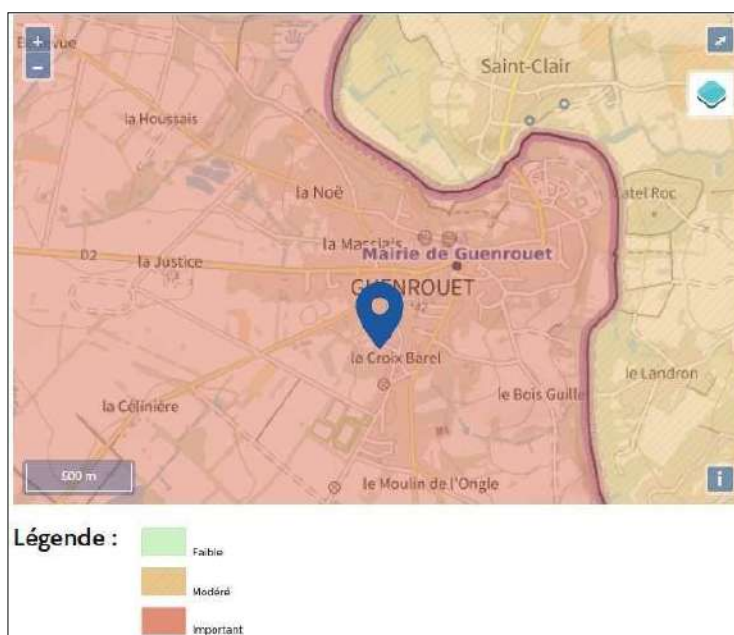 +
−
Saint-Clair
la Houssais
la Noë
atel Roc
la Masslais
Mairie de Guenrouet
D2
la Justice
GUENROUET
la Croix Barel
le Landron
le Bois Guille
la Célinière
500 m
le Moulin de l'Ongle
i
Légende :
Faible
Modéré
Important